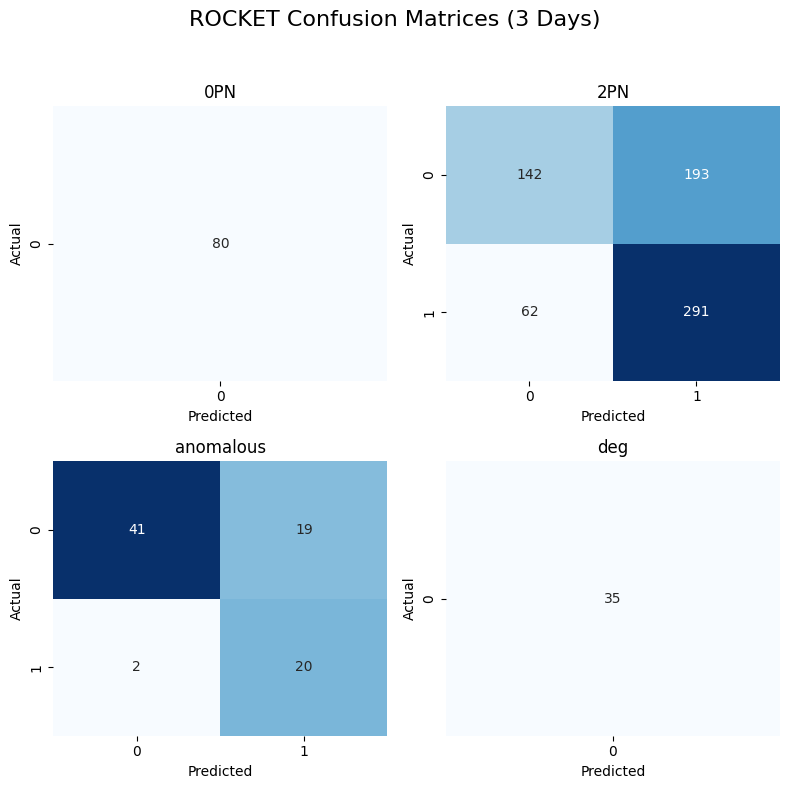 ROCKET Confusion Matrices (3 Days)
0PN
Actual
0
80
0
Predicted
2PN
Actual
0
142 193
1
62 291
0 1
Predicted
anomalous
Actual
0
41 19
1
2 20
0 1
Predicted
deg
Actual
0
35
0
Predicted